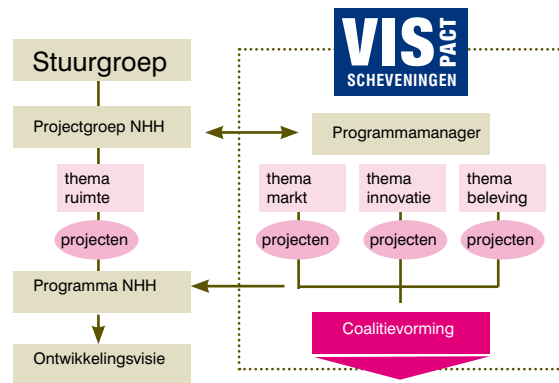 VIS
PACT
SCHEVENINGEN
Stuurgroep
Projectgroep NHH
Programmamanager
thema
ruimte
thema
markt
thema
innovatie
thema
beleving
projecten
projecten
projecten
projecten
Programma NHH
Coalitievorming
Ontwikkelingsvisie